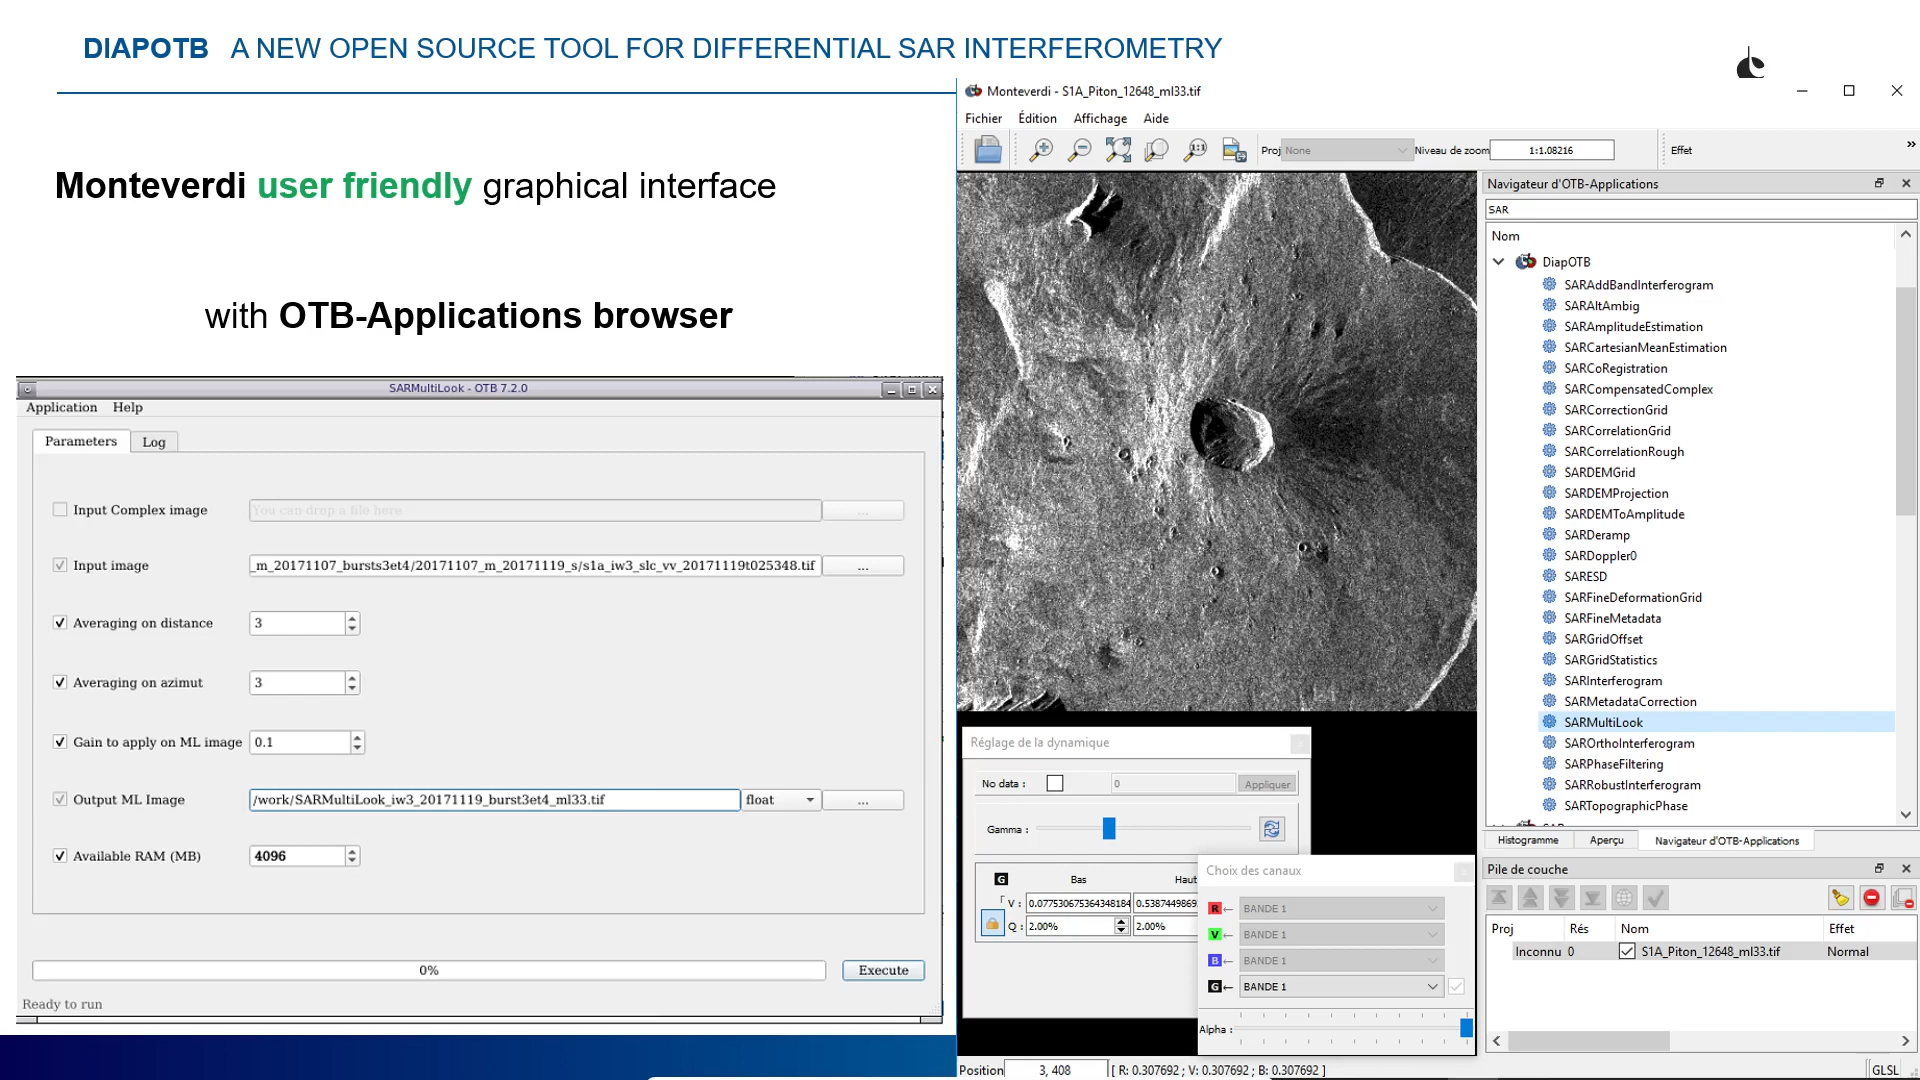 DIAPOTB A NEW OPEN SOURCE TOOL FOR DIFFERENTIAL SAR INTERFEROMETRY
Monteverdi user friendly graphical interface
with OTB-Applications browser
SARMultiLook - OTB 7.2.0
Application Help
Parameters Log
Input Complex image You can drop a file here ...
Input image _m_20171107_bursts3et4/20171107_m_20171119_s/s1a_iw3_slc_vv_20171119t025348.tif ...
Averaging on distance 3
Averaging on azimut 3
Gain to apply on ML image 0.1
Output ML Image /work/SARMultiLook_iw3_20171119_burst3et4_ml33.tif float ...
Available RAM (MB) 4096
0% Execute
Ready to run
Monteverdi - S1A_Piton_12648_ml33.tif
Fichier Édition Affichage Aide
Proj None Niveau de zoom 1:1.08216 Effet »
Navigateur d'OTB-Applications
SAR
Nom
DiapOTB
SARAddBandInterferogram
SARAltAmbig
SARAmplitudeEstimation
SARCartesianMeanEstimation
SARCoRegistration
SARCompensatedComplex
SARCorrectionGrid
SARCorrelationGrid
SARCorrelationRough
SARDEMGrid
SARDEMProjection
SARDEMToAmplitude
SARDeramp
SARDoppler0
SARESD
SARFineDeformationGrid
SARFineMetadata
SARGridOffset
SARGridStatistics
SARInterferogram
SARMetadataCorrection
SARMultiLook
SAROrthoInterferogram
SARPhaseFiltering
SARRobustInterferogram
SARTopographicPhase
Histogramme Aperçu Navigateur d'OTB-Applications
Pile de couche
Proj Rés Nom Effet
Inconnu 0 S1A_Piton_12648_ml33.tif Normal
Réglage de la dynamique
No data : 0 Appliquer
Gamma :
G Bas Haut
V : 0.077530675364348184 0.5387449869
Q : 2.00% 2.00%
Choix des canaux
R← BANDE 1
V← BANDE 1
B← BANDE 1
G← BANDE 1
Alpha :
Position 3, 408 [ R: 0.307692 ; V: 0.307692 ; B: 0.307692 ] GLSL